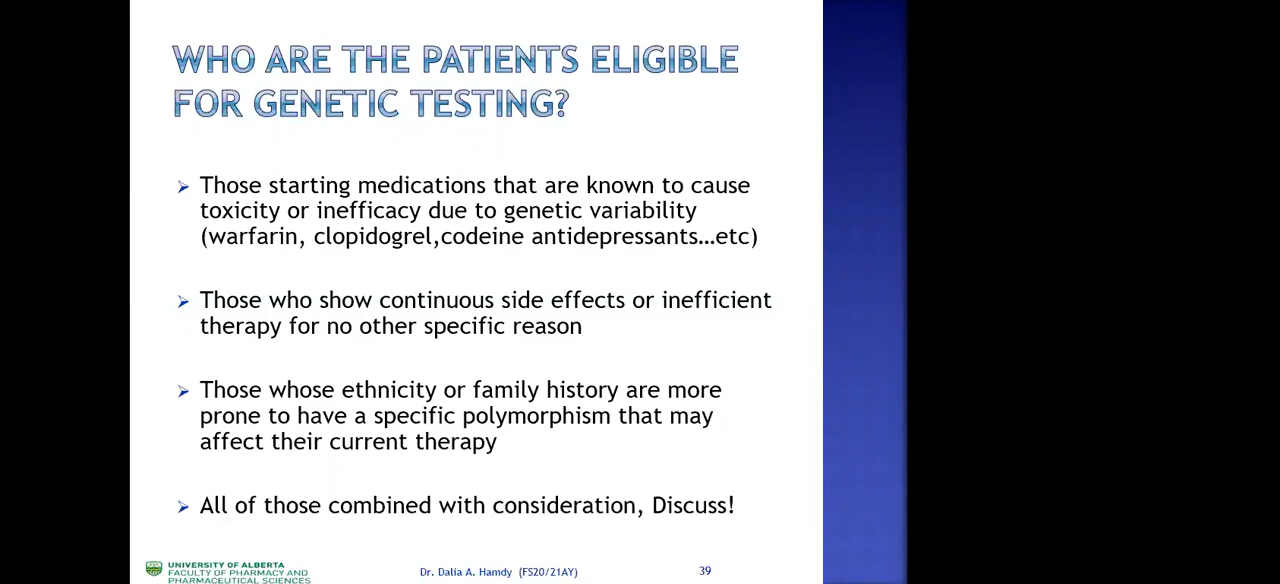 WHO ARE THE PATIENTS ELIGIBLE
FOR GENETIC TESTING?
Those starting medications that are known to cause
toxicity or inefficacy due to genetic variability
(warfarin, clopidogrel,codeine antidepressants…etc)
Those who show continuous side effects or inefficient
therapy for no other specific reason
Those whose ethnicity or family history are more
prone to have a specific polymorphism that may
affect their current therapy
All of those combined with consideration, Discuss!
UNIVERSITY OF ALBERTA
FACULTY OF PHARMACY AND
PHARMACEUTICAL SCIENCES
Dr. Dalia A. Hamdy (FS20/21AY)
39